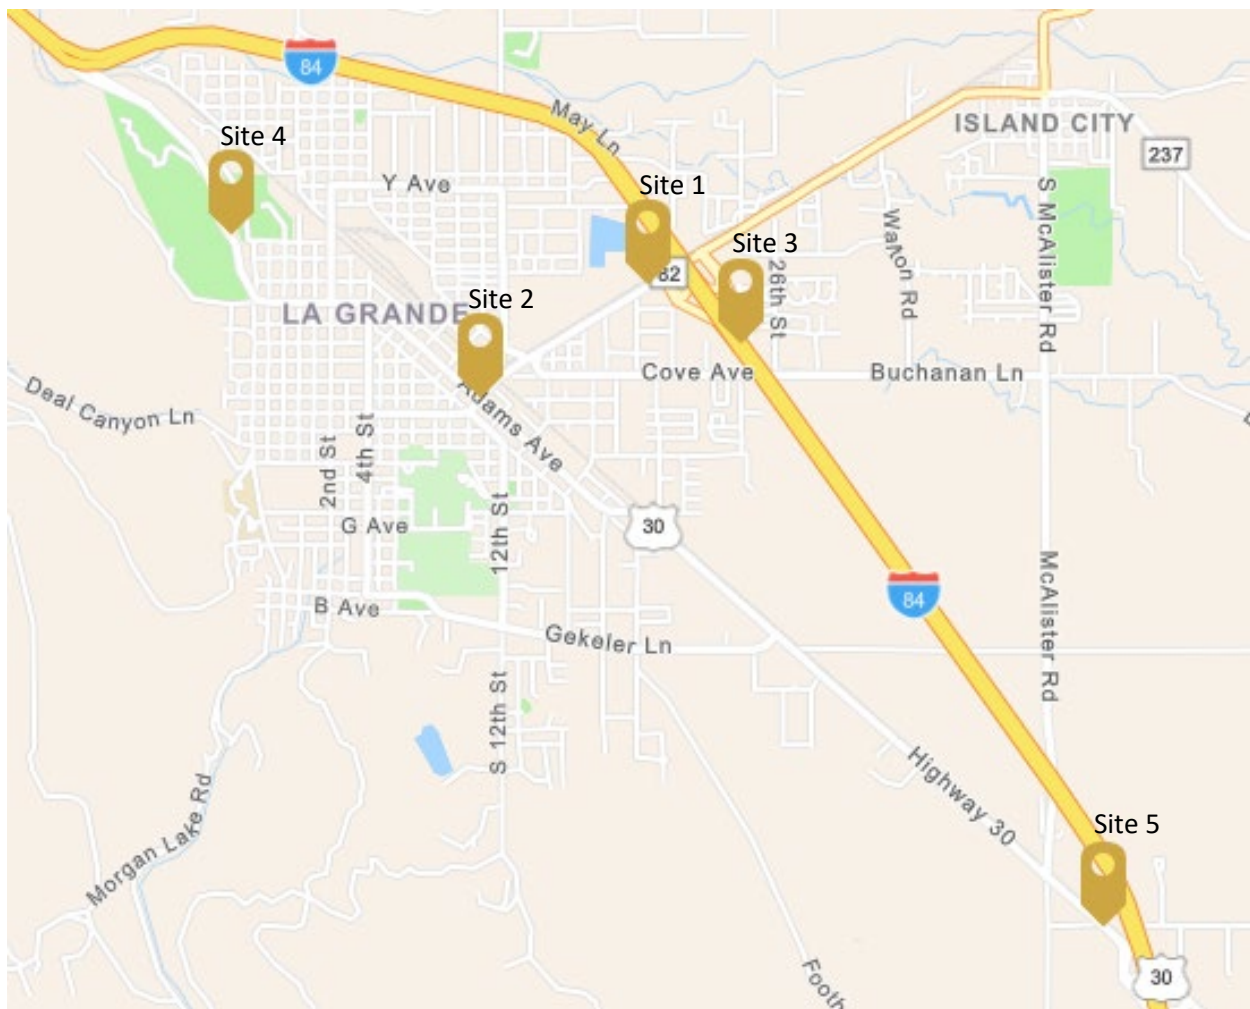 84
May Ln
ISLAND CITY
237
Site 4
Y Ave
Site 1
S McAlister Rd
Walton Rd
Site 3
82
26th St
Site 2
LA GRANDE
Cove Ave
Buchanan Ln
Deal Canyon Ln
Adams Ave
2nd St
4th St
12th St
G Ave
30
84
McAlister Rd
B Ave
Gekeler Ln
S 12th St
Morgan Lake Rd
Highway 30
Site 5
Footh
30